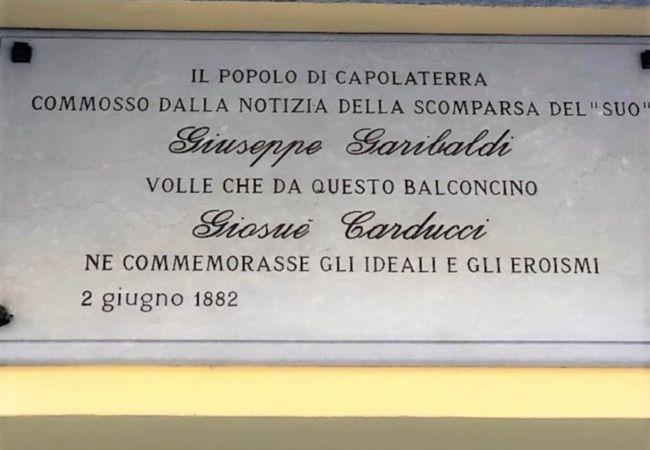 IL POPOLO DI CAPOLATERRA
COMMOSSO DALLA NOTIZIA DELLA SCOMPARSA DEL "SUO"
Giuseppe Garibaldi
VOLLE CHE DA QUESTO BALCONCINO
Giosuè Carducci
NE COMMEMORASSE GLI IDEALI E GLI EROISMI
2 giugno 1882